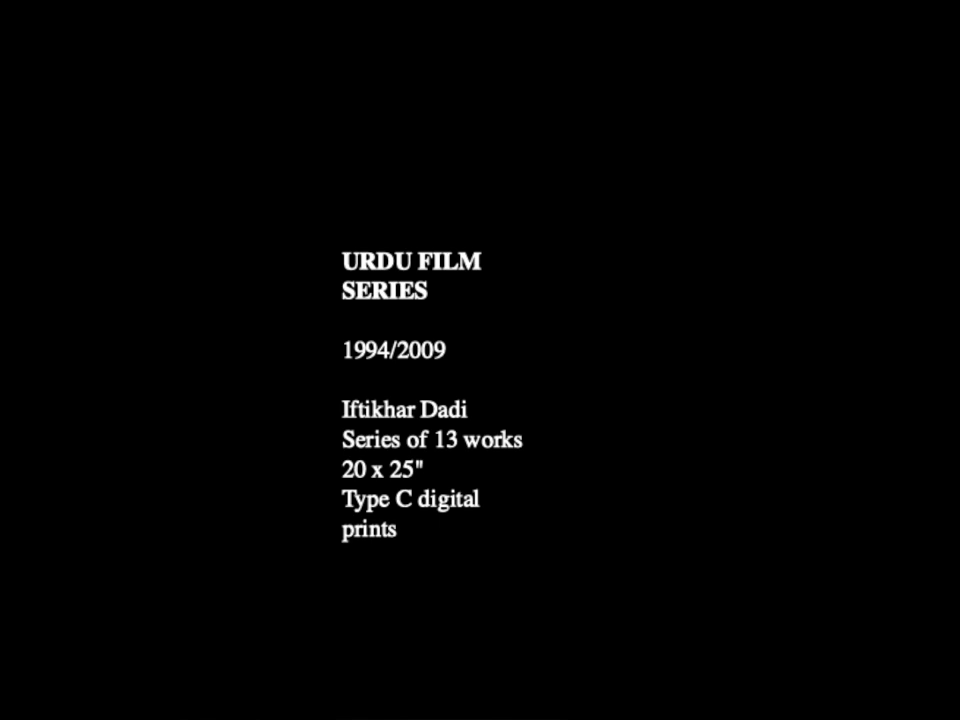 URDU FILM
SERIES
1994/2009
Iftikhar Dadi
Series of 13 works
20 x 25"
Type C digital
prints